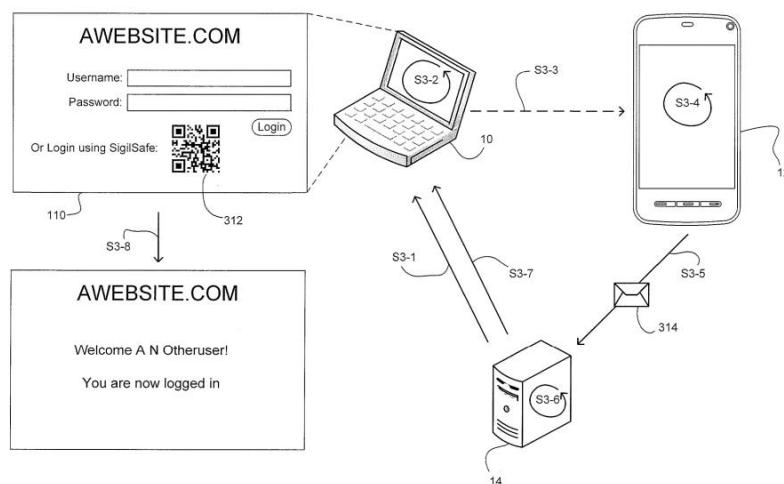 AWEBSITE.COM
Username:
Password:
Login
Or Login using SigilSafe:
110
312
S3-8
AWEBSITE.COM
Welcome A N Otheruser!
You are now logged in
S3-2
10
S3-3
S3-4
S3-1
S3-7
S3-5
314
S3-6
14